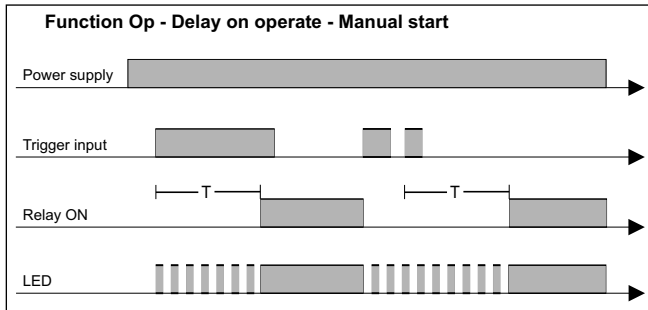 Function Op - Delay on operate - Manual start
Power supply
Trigger input
T
T
Relay ON
LED